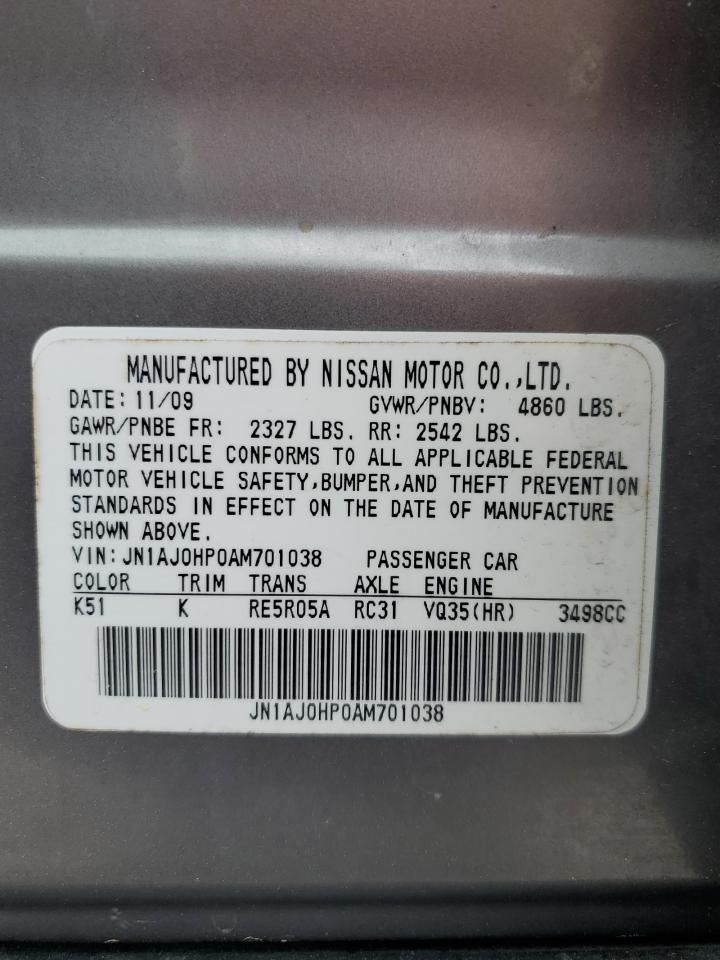 MANUFACTURED BY NISSAN MOTOR CO.,LTD.
DATE: 11/09 GVWR/PNBV: 4860 LBS.
GAWR/PNBE FR: 2327 LBS. RR: 2542 LBS.
THIS VEHICLE CONFORMS TO ALL APPLICABLE FEDERAL
MOTOR VEHICLE SAFETY,BUMPER,AND THEFT PREVENTION
STANDARDS IN EFFECT ON THE DATE OF MANUFACTURE
SHOWN ABOVE.
VIN: JN1AJ0HP0AM701038 PASSENGER CAR
COLOR TRIM TRANS AXLE ENGINE
K51 K RE5R05A RC31 VQ35(HR) 3498CC
JN1AJ0HP0AM701038